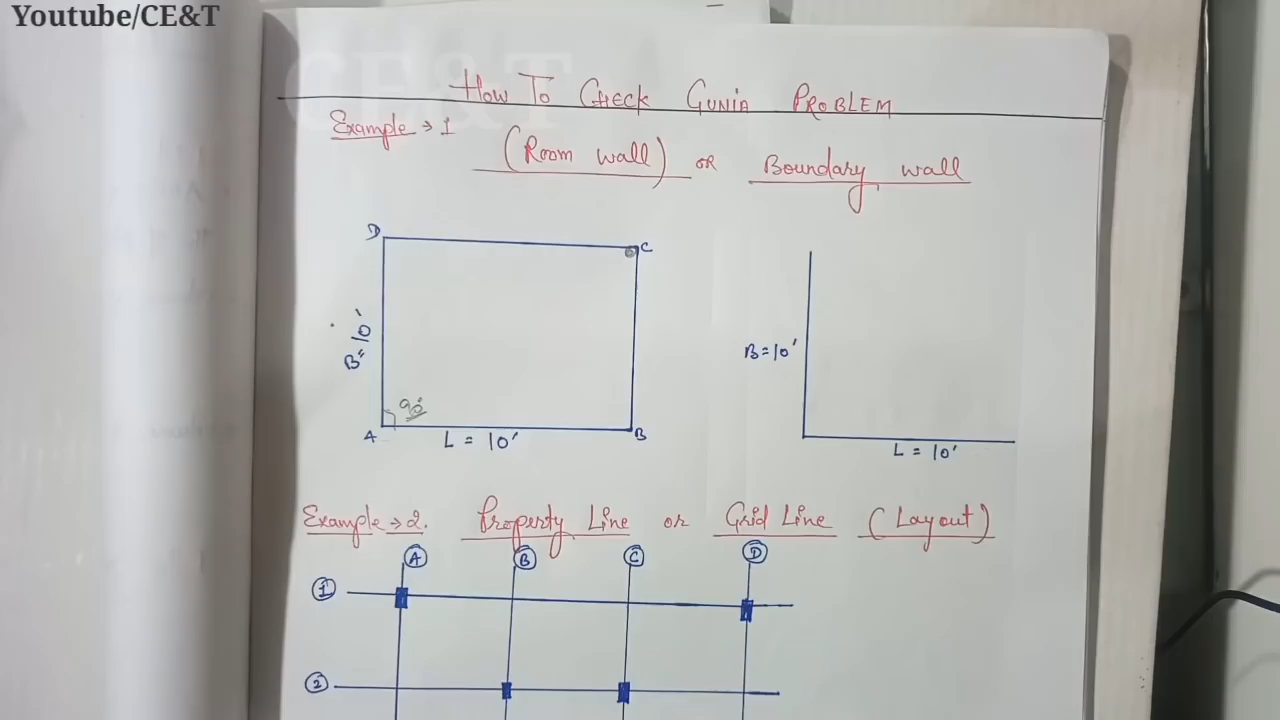 Youtube/CE&T
How To Check Gunia PROBLEM
Example → 1
(Room wall) OR Boundary wall
D
C
B=10'
90°
A
L = 10'
B
B=10'
L = 10'
Example → 2. Property Line or Grid Line (Layout)
A B C D
1
2